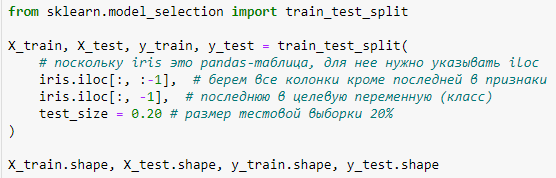 from sklearn.model_selection import train_test_split
X_train, X_test, y_train, y_test = train_test_split(
# поскольку iris это pandas-таблица, для нее нужно указывать iloc
iris.iloc[:, :-1], # берем все колонки кроме последней в признаки
iris.iloc[:, -1], # последнюю в целевую переменную (класс)
test_size = 0.20 # размер тестовой выборки 20%
)
X_train.shape, X_test.shape, y_train.shape, y_test.shape